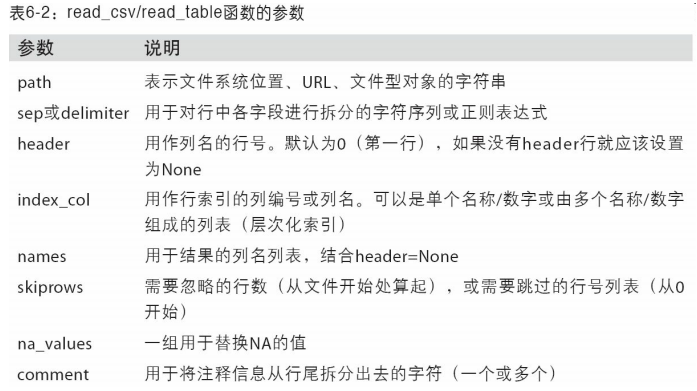 表6-2：read_csv/read_table函数的参数
参数 说明
path 表示文件系统位置、URL、文件型对象的字符串
sep或delimiter 用于对行中各字段进行拆分的字符序列或正则表达式
header 用作列名的行号。默认为0（第一行），如果没有header行就应该设置
为None
index_col 用作行索引的列编号或列名。可以是单个名称/数字或由多个名称/数字
组成的列表（层次化索引）
names 用于结果的列名列表，结合header=None
skiprows 需要忽略的行数（从文件开始处算起），或需要跳过的行号列表（从0
开始）
na_values 一组用于替换NA的值
comment 用于将注释信息从行尾拆分出去的字符（一个或多个）